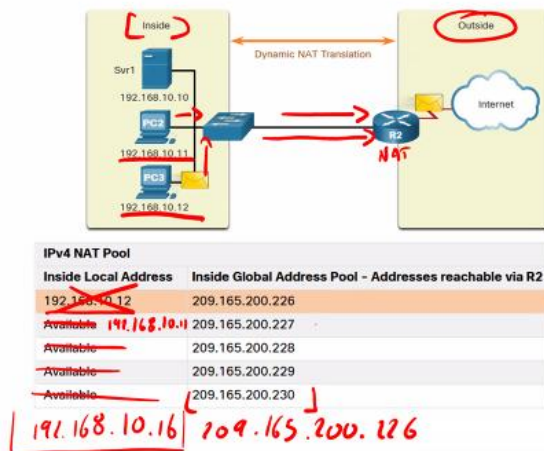 Inside
Outside
Dynamic NAT Translation
Svr1
192.168.10.10
PC2
192.168.10.11
PC3
192.168.10.12
R2
NAT
Internet
IPv4 NAT Pool
Inside Local Address Inside Global Address Pool - Addresses reachable via R2
192.168.10.12 209.165.200.226
Available 192.168.10.11 209.165.200.227
Available 209.165.200.228
Available 209.165.200.229
Available 209.165.200.230
192.168.10.16 209.165.200.226